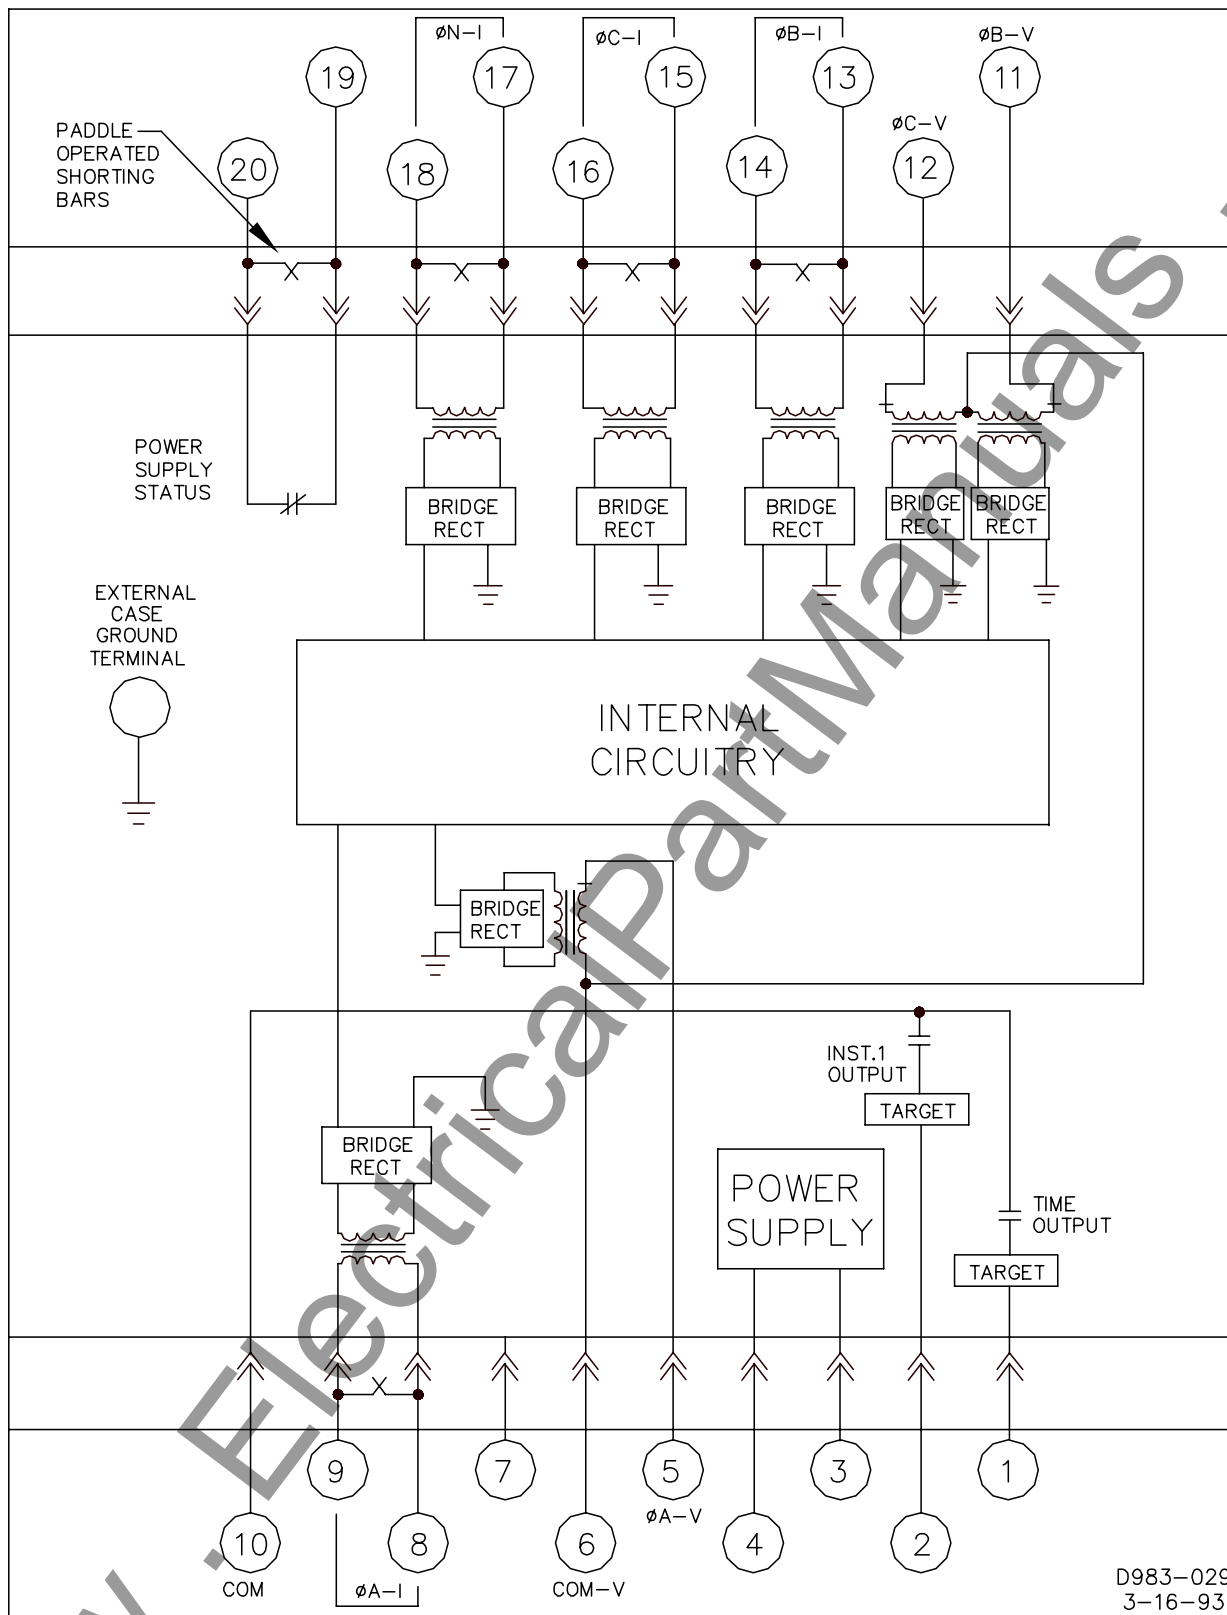 øN-I
øC-I
øB-I
øB-V
19
17
15
13
11
øC-V
PADDLE
OPERATED
SHORTING
BARS
20
18
16
14
12
POWER
SUPPLY
STATUS
BRIDGE
RECT
BRIDGE
RECT
BRIDGE
RECT
BRIDGE
RECT
BRIDGE
RECT
EXTERNAL
CASE
GROUND
TERMINAL
INTERNAL
CIRCUITRY
BRIDGE
RECT
INST.1
OUTPUT
TARGET
BRIDGE
RECT
POWER
SUPPLY
TIME
OUTPUT
TARGET
9
7
5
3
1
øA-V
10
8
6
4
2
COM
øA-I
COM-V
D983-029
3-16-93
. ElectricalPartManuals